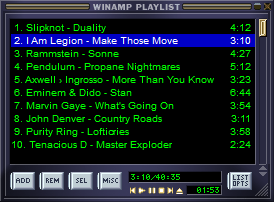 WINAMP PLAYLIST
1. Slipknot - Duality 4:12
2. I Am Legion - Make Those Move 3:10
3. Rammstein - Sonne 4:27
4. Pendulum - Propane Nightmares 5:12
5. Axwell › Ingrosso - More Than You Know 3:23
6. Eminem & Dido - Stan 6:44
7. Marvin Gaye - What's Going On 3:54
8. John Denver - Country Roads 3:11
9. Purity Ring - Lofticries 3:58
10. Tenacious D - Master Exploder 2:24
ADD REM SEL MISC 3:10/40:35 LIST OPTS
01:53